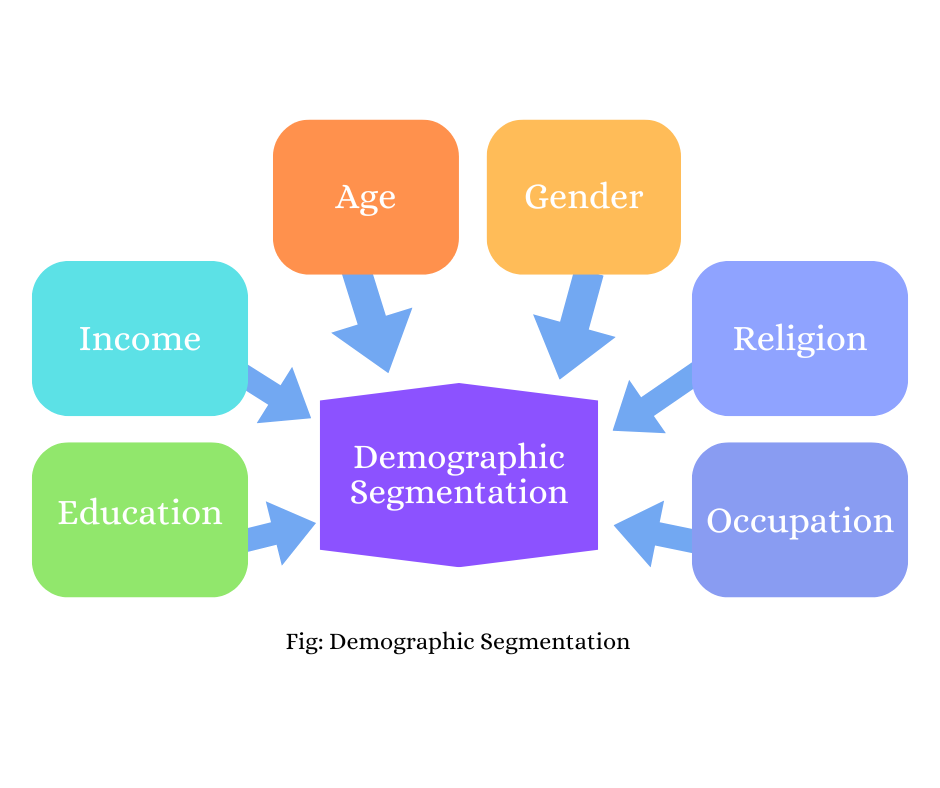 Age
Gender
Income
Religion
Demographic
Segmentation
Education
Occupation
Fig: Demographic Segmentation